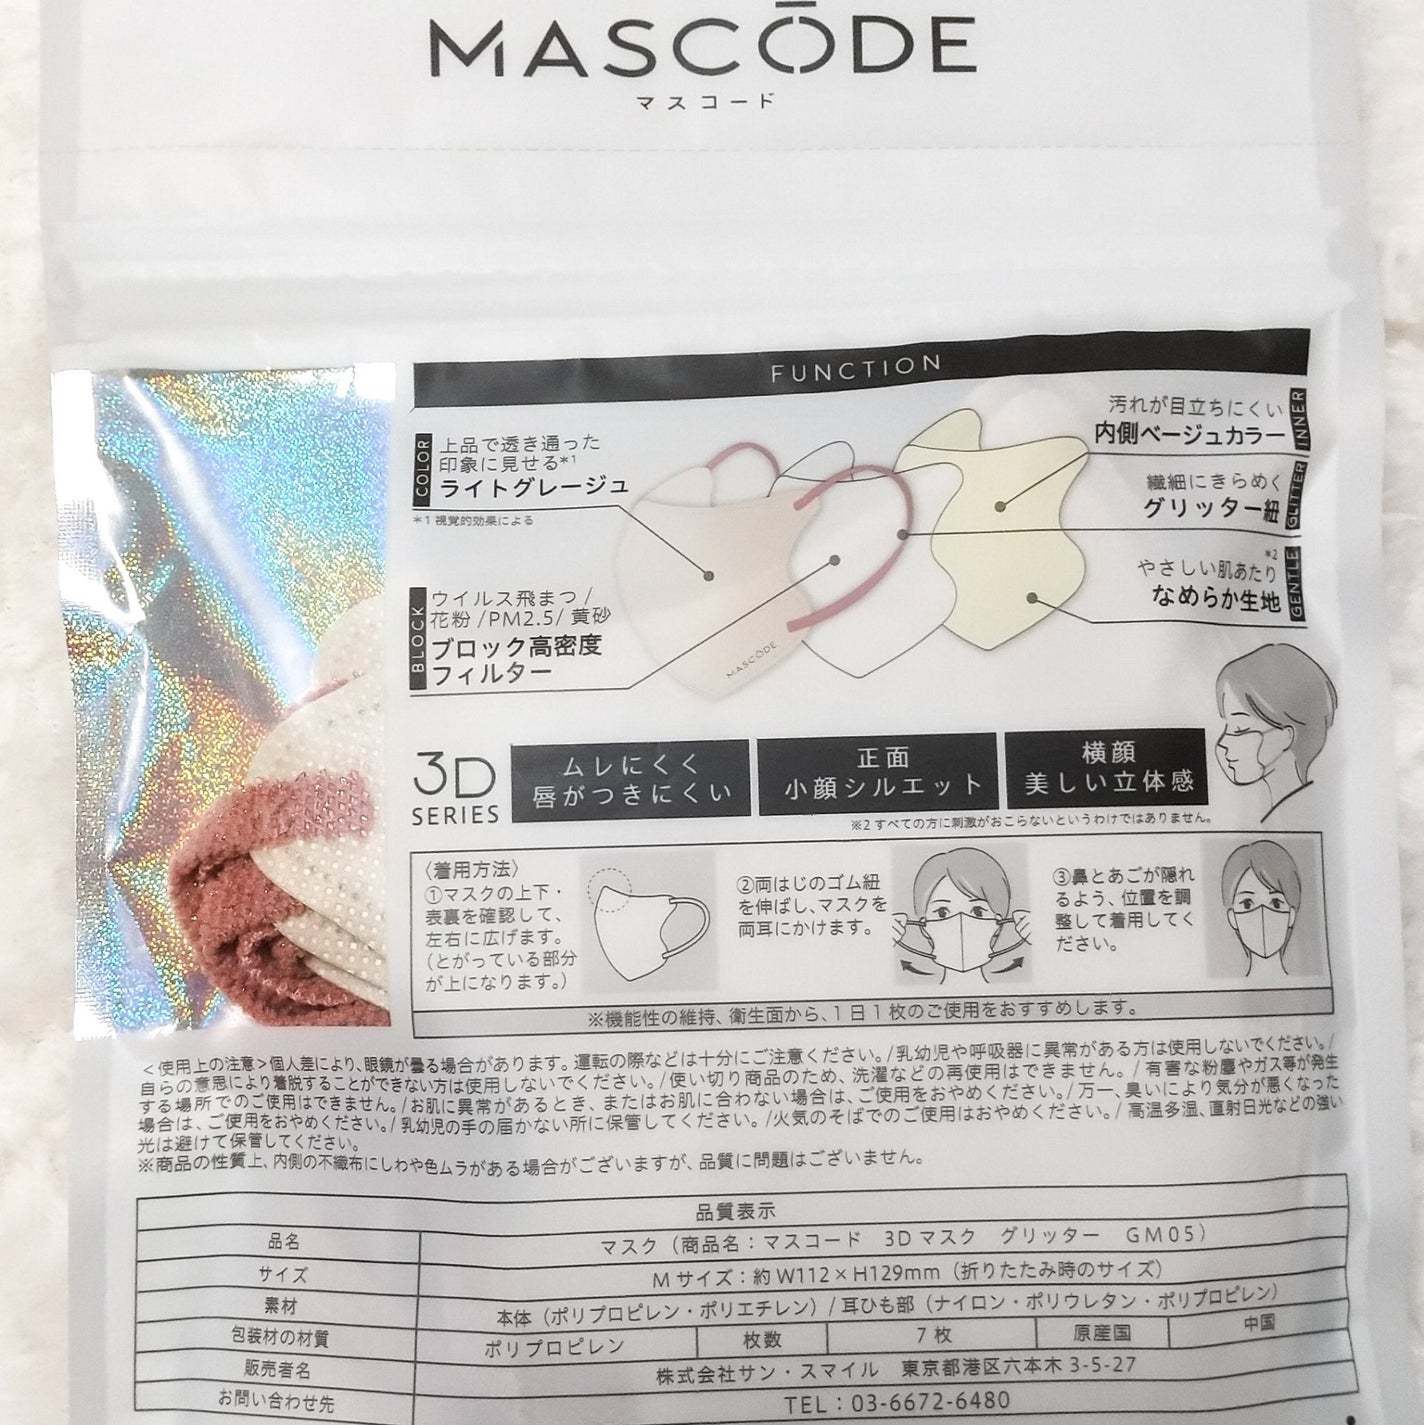 MASCŌDE
マスコード
FUNCTION
COLOR
上品で透き通った
印象に見せる*1
ライトグレージュ
*1 視覚的効果による
BLOCK
ウイルス飛まつ /
花粉 /PM2.5/ 黄砂
ブロック高密度
フィルター
汚れが目立ちにくい
内側ベージュカラー
INNER
繊細にきらめく
グリッター紐
GLITTER
*2
やさしい肌あたり
なめらか生地
GENTLE
MASCŌDE
3D
SERIES
ムレにくく
唇がつきにくい
正面
小顔シルエット
横顔
美しい立体感
※2 すべての方に刺激がおこらないというわけではありません。
〈着用方法〉
①マスクの上下・
表裏を確認して、
左右に広げます。
(とがっている部分
が上になります。)
②両はじのゴム紐
を伸ばし、マスクを
両耳にかけます。
③鼻とあごが隠れ
るよう、位置を調
整して着用してく
ださい。
※機能性の維持、衛生面から、1日1枚のご使用をおすすめします。
＜使用上の注意＞個人差により、眼鏡が曇る場合があります。運転の際などは十分にご注意ください。/乳幼児や呼吸器に異常がある方は使用しないでください。/
自らの意思により着脱することができない方は使用しないでください。/使い切り商品のため、洗濯などの再使用はできません。/ 有害な粉塵やガス等が発生
する場所でのご使用はできません。/お肌に異常があるとき、またはお肌に合わない場合は、ご使用をおやめください。/ 万一、臭いにより気分が悪くなった
場合は、ご使用をおやめください。/ 乳幼児の手の届かない所に保管してください。/火気のそばでのご使用はおやめください。/ 高温多湿、直射日光などの強い
光は避けて保管してください。
※商品の性質上、内側の不織布にしわや色ムラがある場合がございますが、品質に問題はございません。
品質表示
品名 マスク（商品名：マスコード 3Dマスク グリッター GM05）
サイズ Mサイズ：約W112×H129mm（折りたたみ時のサイズ）
素材 本体（ポリプロピレン・ポリエチレン）/ 耳ひも部（ナイロン・ポリウレタン・ポリプロピレン）
包装材の材質 ポリプロピレン 枚数 7枚 原産国 中国
販売者名 株式会社サン・スマイル 東京都港区六本木 3-5-27
お問い合わせ先 TEL：03-6672-6480